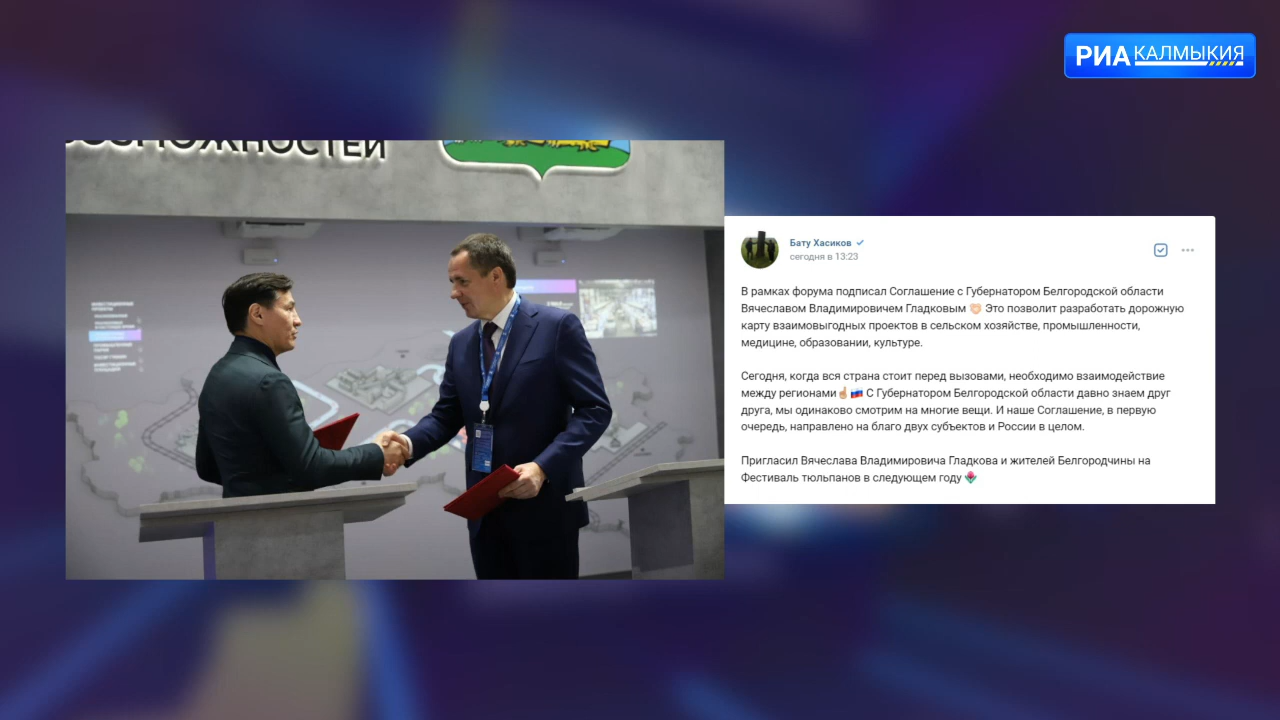 РИА КАЛМЫКИЯ
ВОЗМОЖНОСТЕЙ
Бату Хасиков
сегодня в 13:23
В рамках форума подписал Соглашение с Губернатором Белгородской области
Вячеславом Владимировичем Гладковым 🤝🏻 Это позволит разработать дорожную
карту взаимовыгодных проектов в сельском хозяйстве, промышленности,
медицине, образовании, культуре.
Сегодня, когда вся страна стоит перед вызовами, необходимо взаимодействие
между регионами☝🏼🇷🇺 С Губернатором Белгородской области давно знаем друг
друга, мы одинаково смотрим на многие вещи. И наше Соглашение, в первую
очередь, направлено на благо двух субъектов и России в целом.
Пригласил Вячеслава Владимировича Гладкова и жителей Белгородчины на
Фестиваль тюльпанов в следующем году🌷